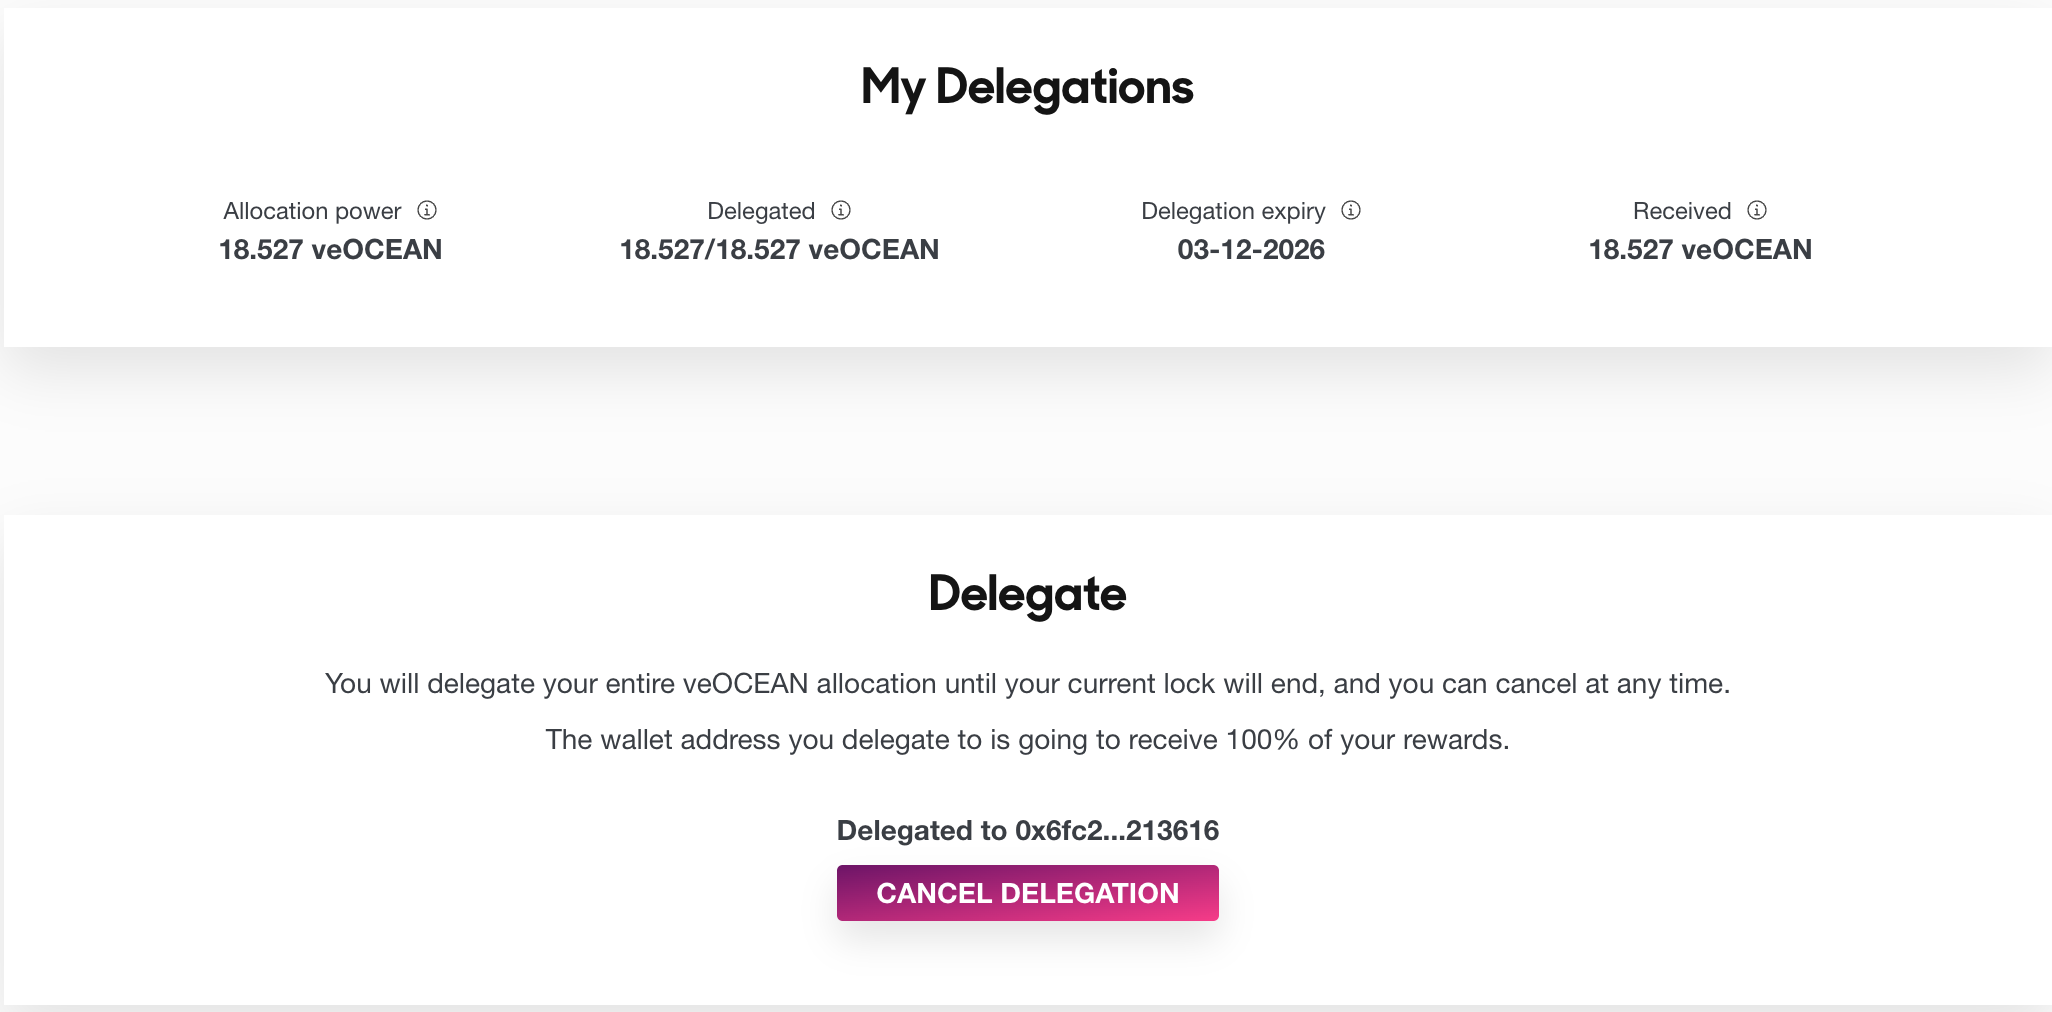 My Delegations
Allocation power
18.527 veOCEAN
Delegated
18.527/18.527 veOCEAN
Delegation expiry
03-12-2026
Received
18.527 veOCEAN
Delegate
You will delegate your entire veOCEAN allocation until your current lock will end, and you can cancel at any time.
The wallet address you delegate to is going to receive 100% of your rewards.
Delegated to 0x6fc2...213616
CANCEL DELEGATION